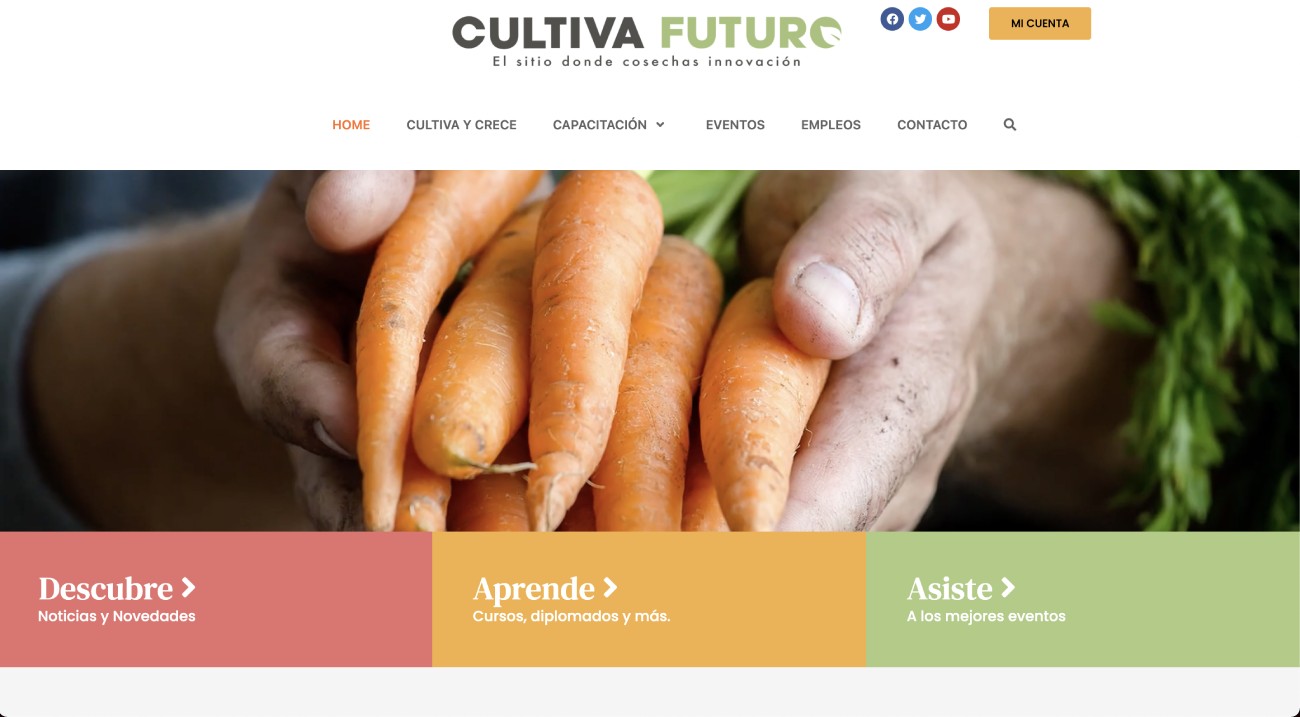 CULTIVA FUTURO
El sitio donde cosechas innovación
MI CUENTA
HOME CULTIVA Y CRECE CAPACITACIÓN EVENTOS EMPLEOS CONTACTO
Descubre
Noticias y Novedades
Aprende
Cursos, diplomados y más.
Asiste
A los mejores eventos